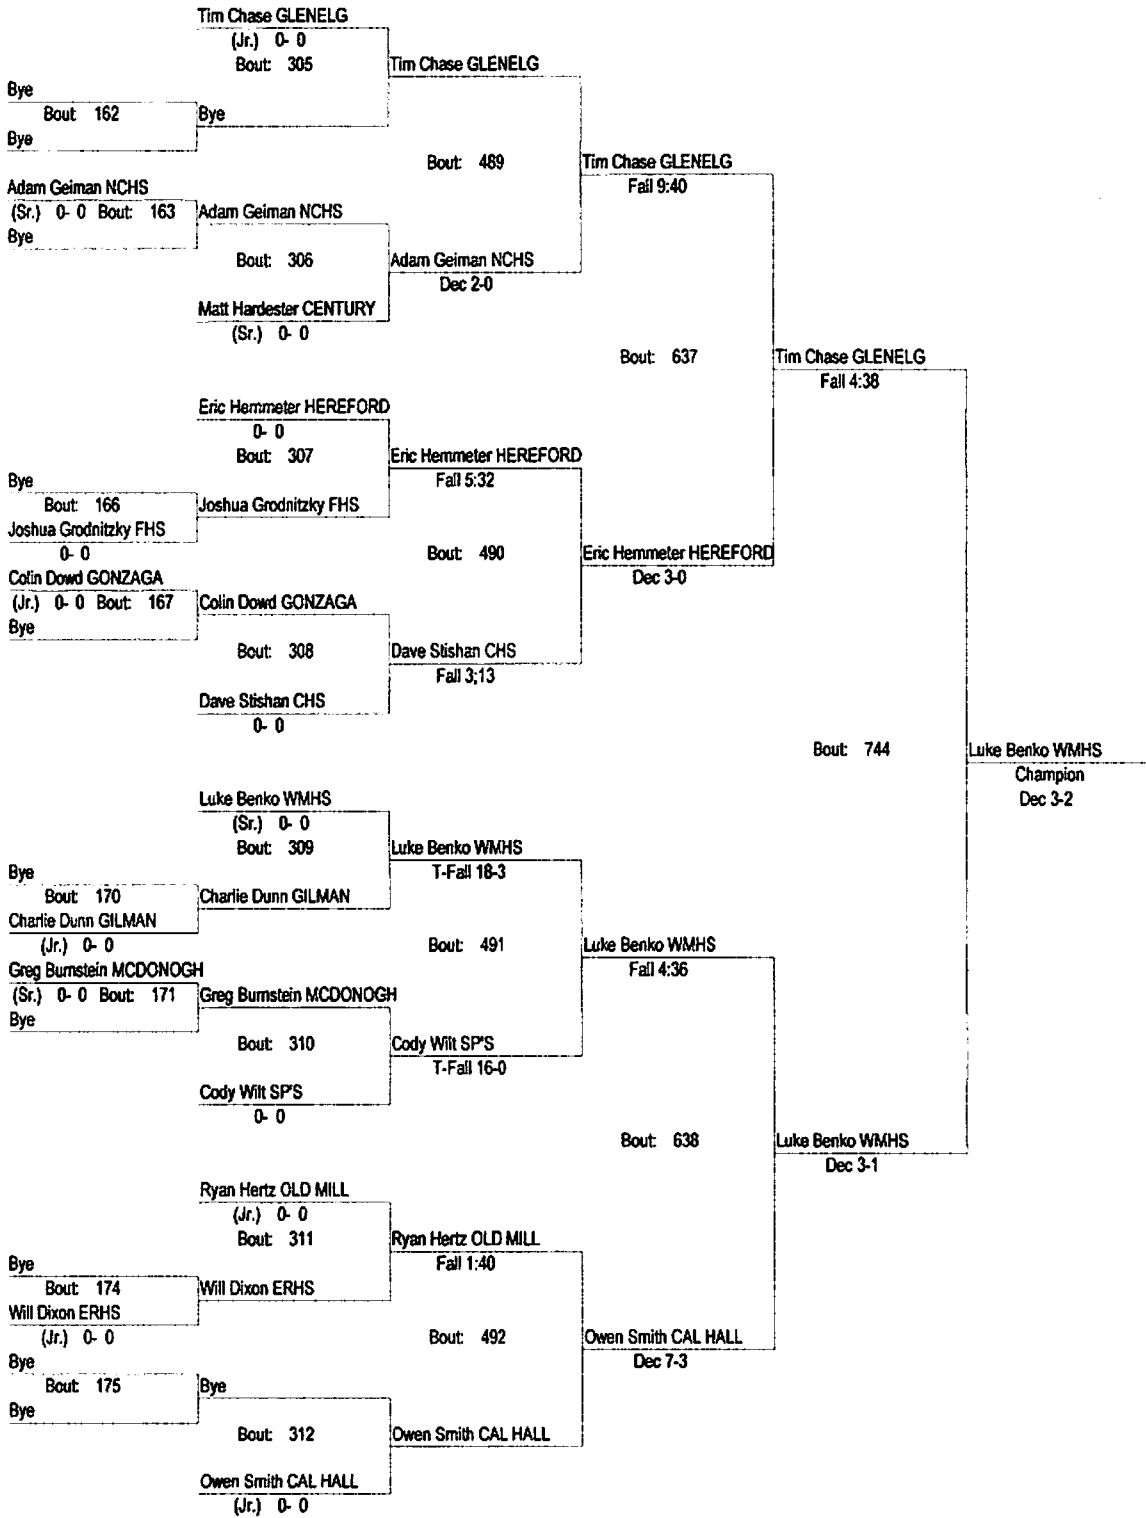 Tim Chase GLENELG
(Jr.) 0- 0
Bout: 305
Tim Chase GLENELG
Bye
Bout: 162
Bye
Bye
Bout: 489
Tim Chase GLENELG
Fall 9:40
Adam Geiman NCHS
(Sr.) 0- 0 Bout: 163
Adam Geiman NCHS
Bye
Bout: 306
Adam Geiman NCHS
Dec 2-0
Matt Hardester CENTURY
(Sr.) 0- 0
Bout: 637
Tim Chase GLENELG
Fall 4:38
Eric Hemmeter HEREFORD
0- 0
Bout: 307
Eric Hemmeter HEREFORD
Fall 5:32
Bye
Bout: 166
Joshua Grodnitzky FHS
Joshua Grodnitzky FHS
0- 0
Bout: 490
Eric Hemmeter HEREFORD
Dec 3-0
Colin Dowd GONZAGA
(Jr.) 0- 0 Bout: 167
Colin Dowd GONZAGA
Bye
Bout: 308
Dave Stishan CHS
Fall 3;13
Dave Stishan CHS
0- 0
Bout: 744
Luke Benko WMHS
Champion
Dec 3-2
Luke Benko WMHS
(Sr.) 0- 0
Bout: 309
Luke Benko WMHS
T-Fall 18-3
Bye
Bout: 170
Charlie Dunn GILMAN
Charlie Dunn GILMAN
(Jr.) 0- 0
Bout: 491
Luke Benko WMHS
Fall 4:36
Greg Burnstein MCDONOGH
(Sr.) 0- 0 Bout: 171
Greg Burnstein MCDONOGH
Bye
Bout: 310
Cody Wilt SP'S
T-Fall 16-0
Cody Wilt SP'S
0- 0
Bout: 638
Luke Benko WMHS
Dec 3-1
Ryan Hertz OLD MILL
(Jr.) 0- 0
Bout: 311
Ryan Hertz OLD MILL
Fall 1:40
Bye
Bout: 174
Will Dixon ERHS
Will Dixon ERHS
(Jr.) 0- 0
Bout: 492
Owen Smith CAL HALL
Dec 7-3
Bye
Bout: 175
Bye
Bye
Bout: 312
Owen Smith CAL HALL
Owen Smith CAL HALL
(Jr.) 0- 0